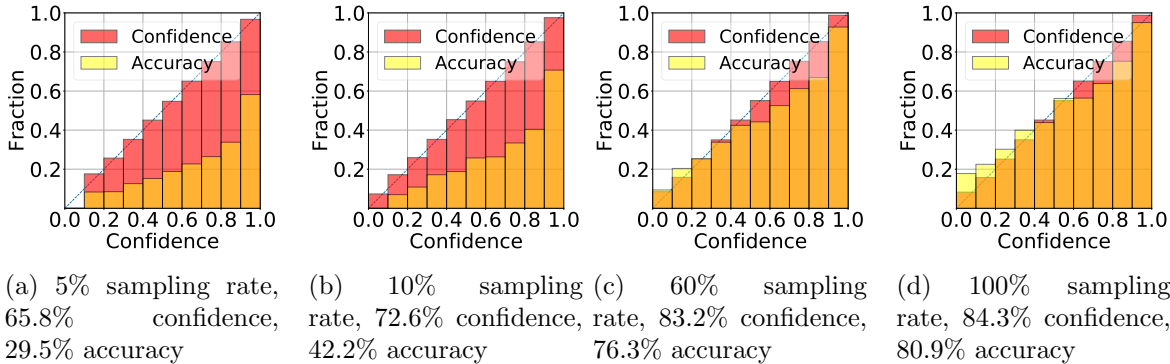 1.0
0.8
0.6
0.4
0.2
Fraction
Confidence
Accuracy
0.0 0.2 0.4 0.6 0.8 1.0
Confidence
(a) 5% sampling rate,
65.8% confidence,
29.5% accuracy
1.0
0.8
0.6
0.4
0.2
Fraction
Confidence
Accuracy
0.0 0.2 0.4 0.6 0.8 1.0
Confidence
(b) 10% sampling
rate, 72.6% confidence,
42.2% accuracy
1.0
0.8
0.6
0.4
0.2
Fraction
Confidence
Accuracy
0.0 0.2 0.4 0.6 0.8 1.0
Confidence
(c) 60% sampling
rate, 83.2% confidence,
76.3% accuracy
1.0
0.8
0.6
0.4
0.2
Fraction
Confidence
Accuracy
0.0 0.2 0.4 0.6 0.8 1.0
Confidence
(d) 100% sampling
rate, 84.3% confidence,
80.9% accuracy